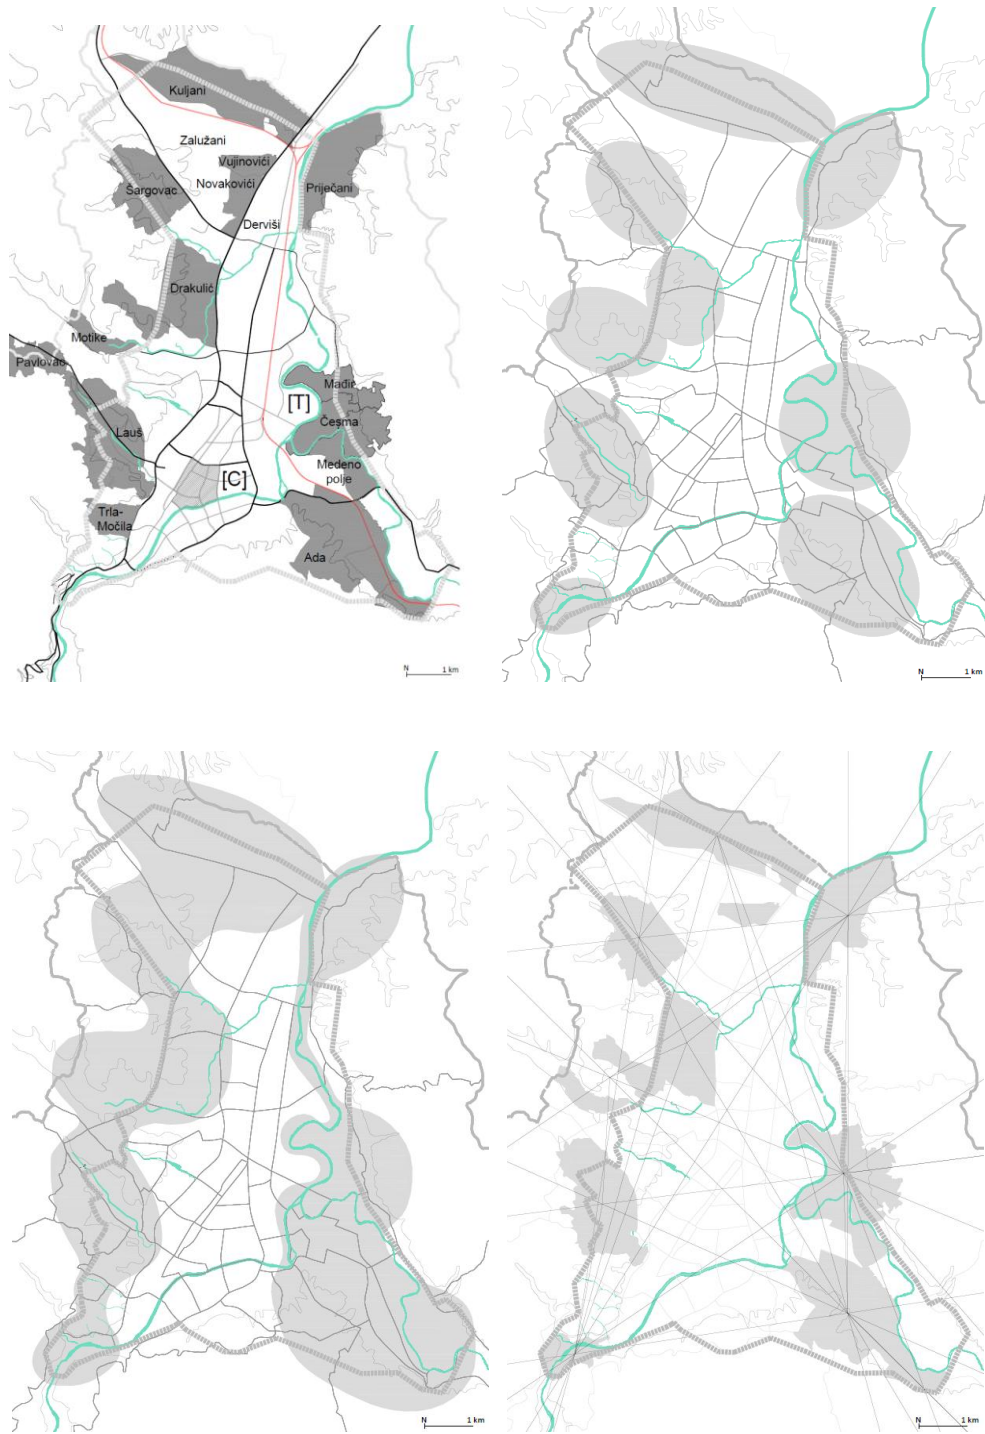 Kuljani
Zalužani
Vujinovići
Šargovac
Novakovići
Priječani
Derviši
Drakulić
Motike
Pavlovac
Mađir
[T]
Česma
Lauš
Medeno
polje
[C]
Trla-
Močila
Ada
N 1 km
N 1 km
N 1 km
N 1 km